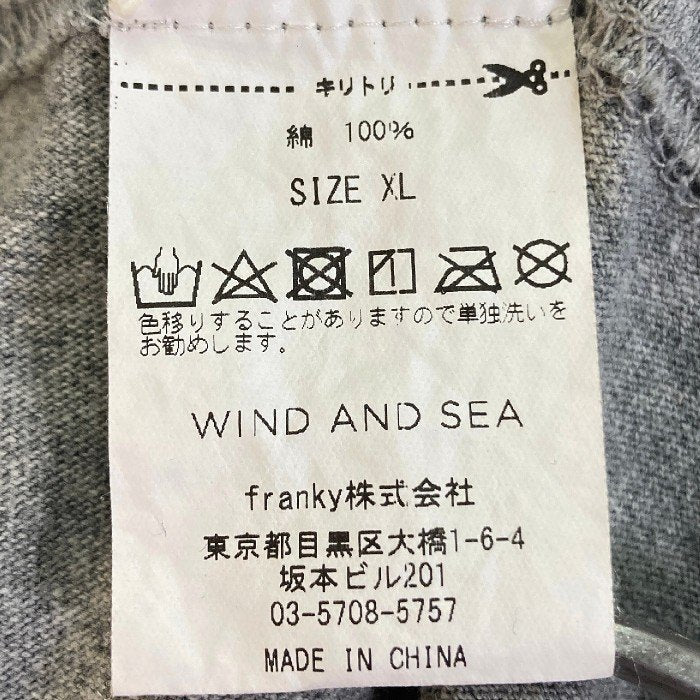 キリトリ
綿 100%
SIZE XL
色移りすることがありますので単独洗いを
お勧めします。
WIND AND SEA
franky株式会社
東京都目黒区大橋1-6-4
坂本ビル201
03-5708-5757
MADE IN CHINA